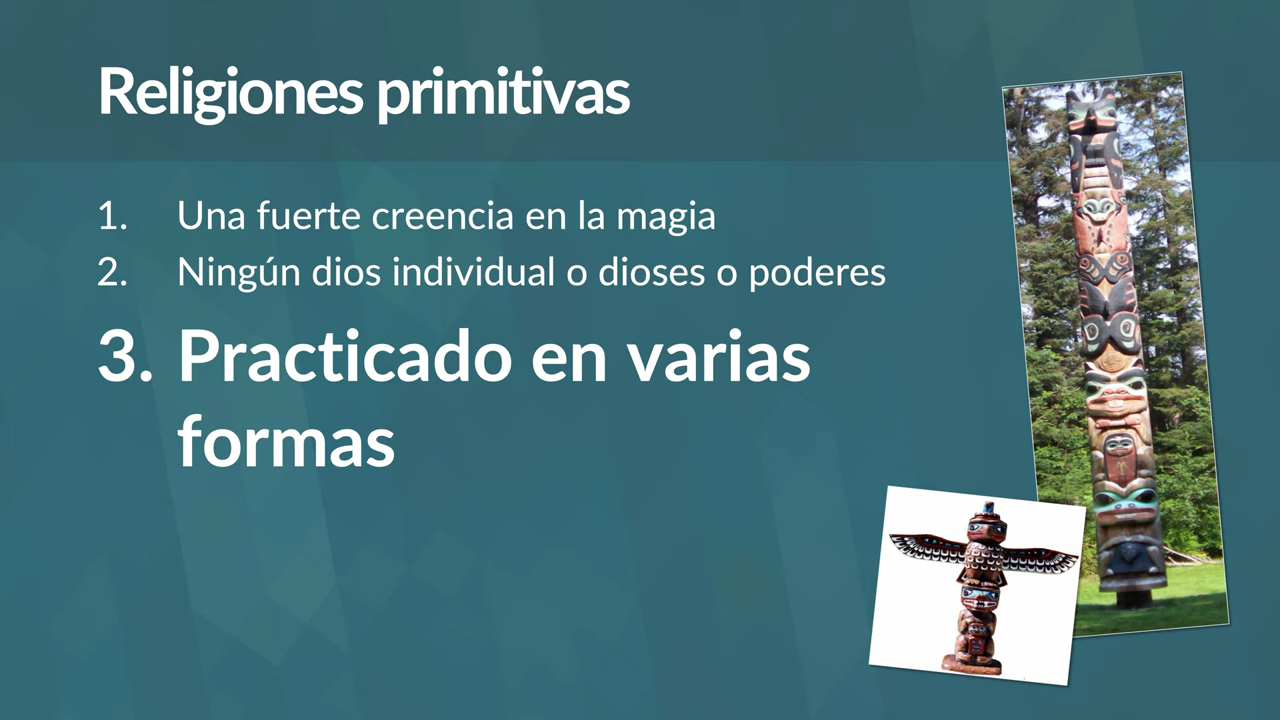 Religiones primitivas
1. Una fuerte creencia en la magia
2. Ningún dios individual o dioses o poderes
3. Practicado en varias
formas